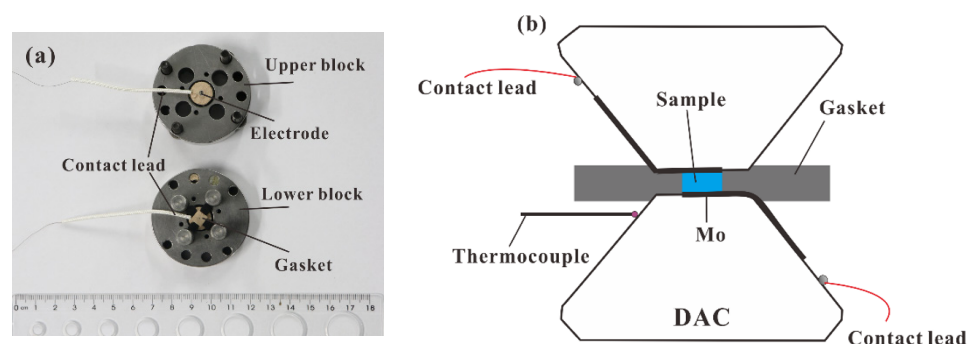 (a)
Upper block
Electrode
Contact lead
Lower block
Gasket
0 cm 1 2 3 4 5 6 7 8 9 10 11 12 13 14 15 16 17 18
(b)
Contact lead
Sample
Gasket
Mo
Thermocouple
DAC
Contact lead